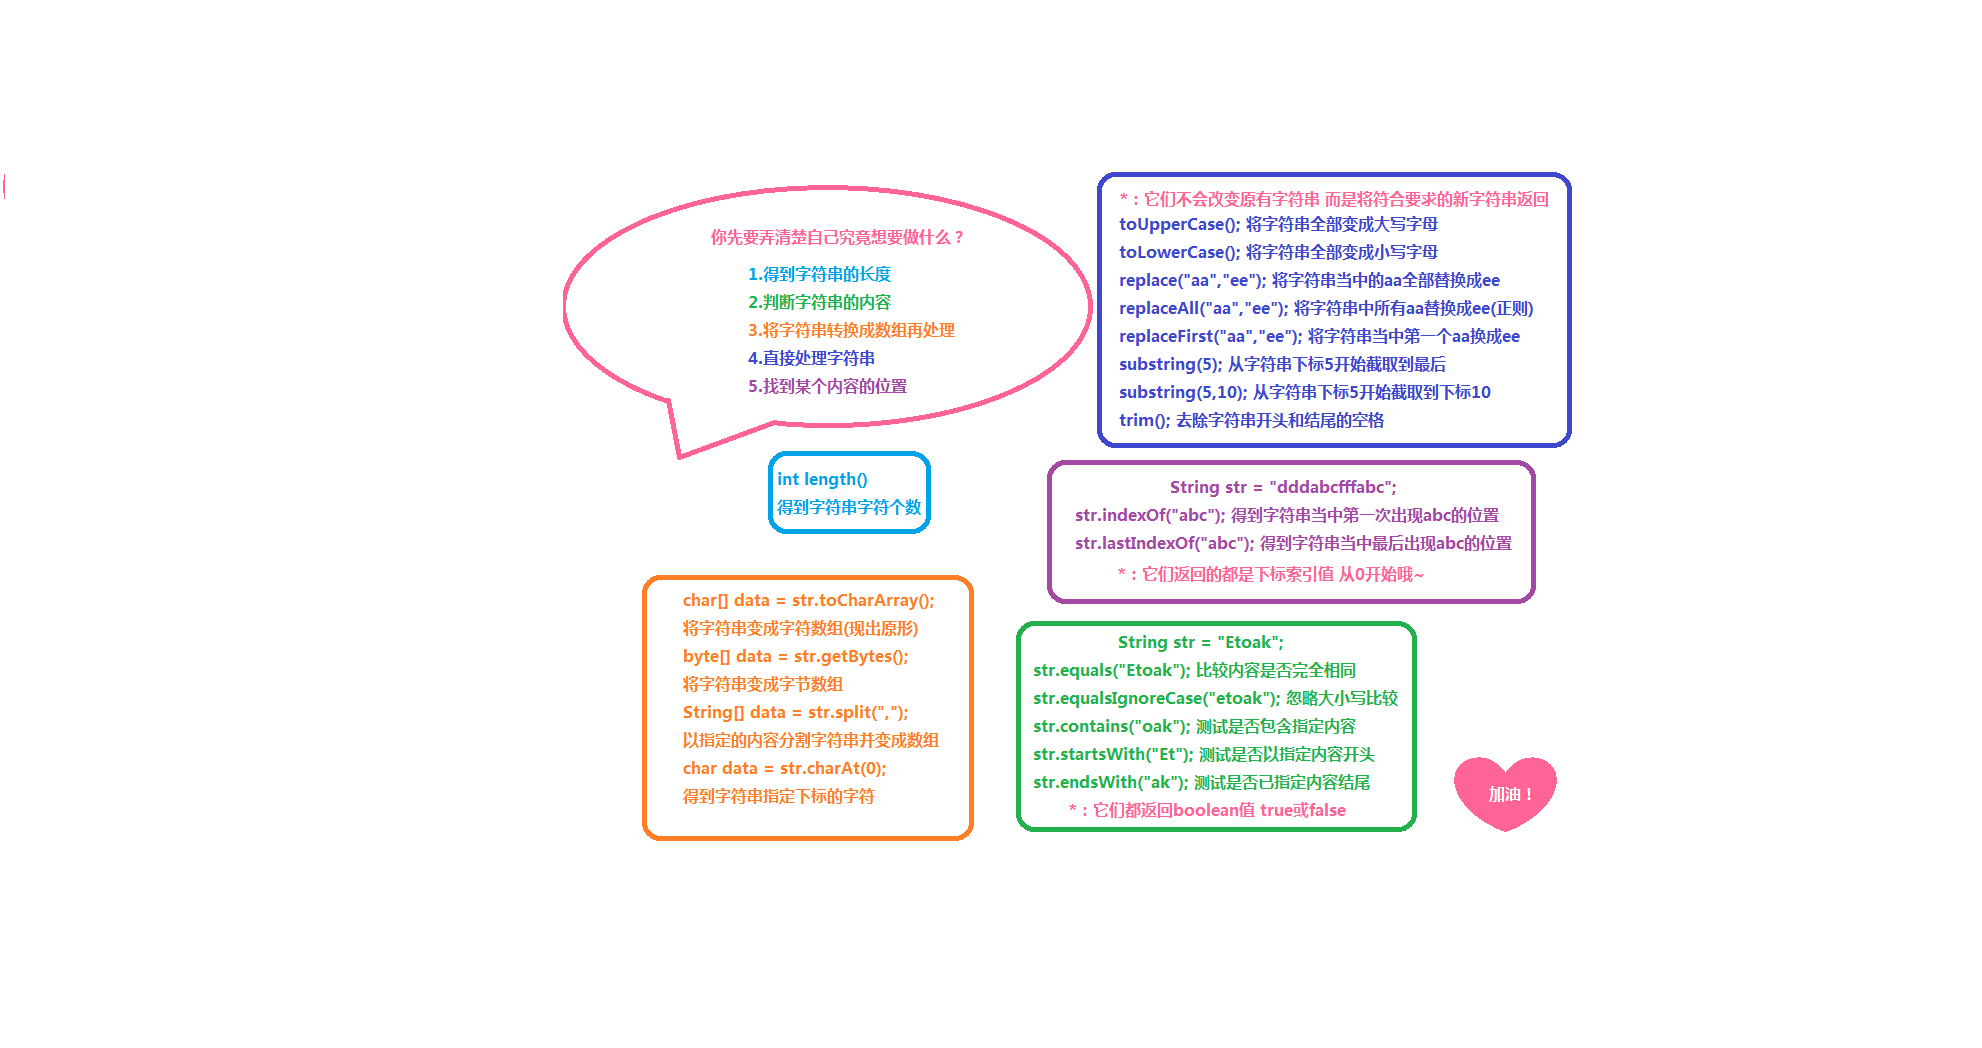 你先要弄清楚自己究竟想要做什么？
1.得到字符串的长度
2.判断字符串的内容
3.将字符串转换成数组再处理
4.直接处理字符串
5.找到某个内容的位置
*：它们不会改变原有字符串 而是将符合要求的新字符串返回
toUpperCase(); 将字符串全部变成大写字母
toLowerCase(); 将字符串全部变成小写字母
replace("aa","ee"); 将字符串当中的aa全部替换成ee
replaceAll("aa","ee"); 将字符串中所有aa替换成ee(正则)
replaceFirst("aa","ee"); 将字符串当中第一个aa换成ee
substring(5); 从字符串下标5开始截取到最后
substring(5,10); 从字符串下标5开始截取到下标10
trim(); 去除字符串开头和结尾的空格
int length()
得到字符串字符个数
String str = "dddabcfffabc";
str.indexOf("abc"); 得到字符串当中第一次出现abc的位置
str.lastIndexOf("abc"); 得到字符串当中最后出现abc的位置
*：它们返回的都是下标索引值 从0开始哦~
char[] data = str.toCharArray();
将字符串变成字符数组(现出原形)
byte[] data = str.getBytes();
将字符串变成字节数组
String[] data = str.split(",");
以指定的内容分割字符串并变成数组
char data = str.charAt(0);
得到字符串指定下标的字符
String str = "Etoak";
str.equals("Etoak"); 比较内容是否完全相同
str.equalsIgnoreCase("etoak"); 忽略大小写比较
str.contains("oak"); 测试是否包含指定内容
str.startsWith("Et"); 测试是否以指定内容开头
str.endsWith("ak"); 测试是否已指定内容结尾
*：它们都返回boolean值 true或false
加油！